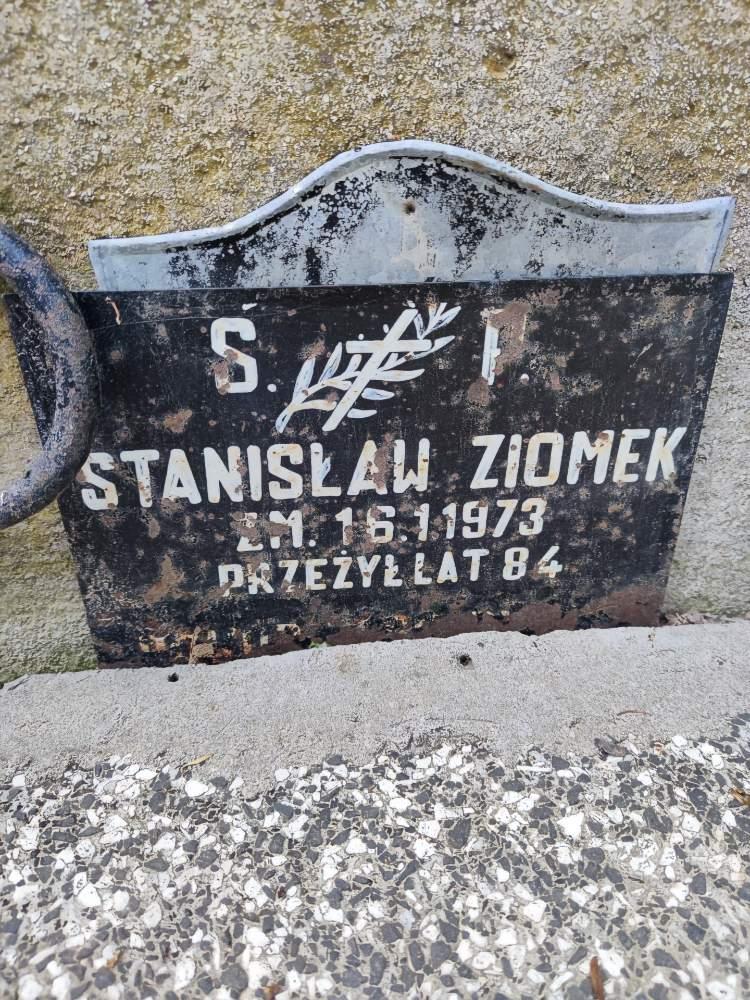 Ś. P.
STANISŁAW ZIOMEK
ZM. 16.1.1973
PRZEŻYŁ LAT 84